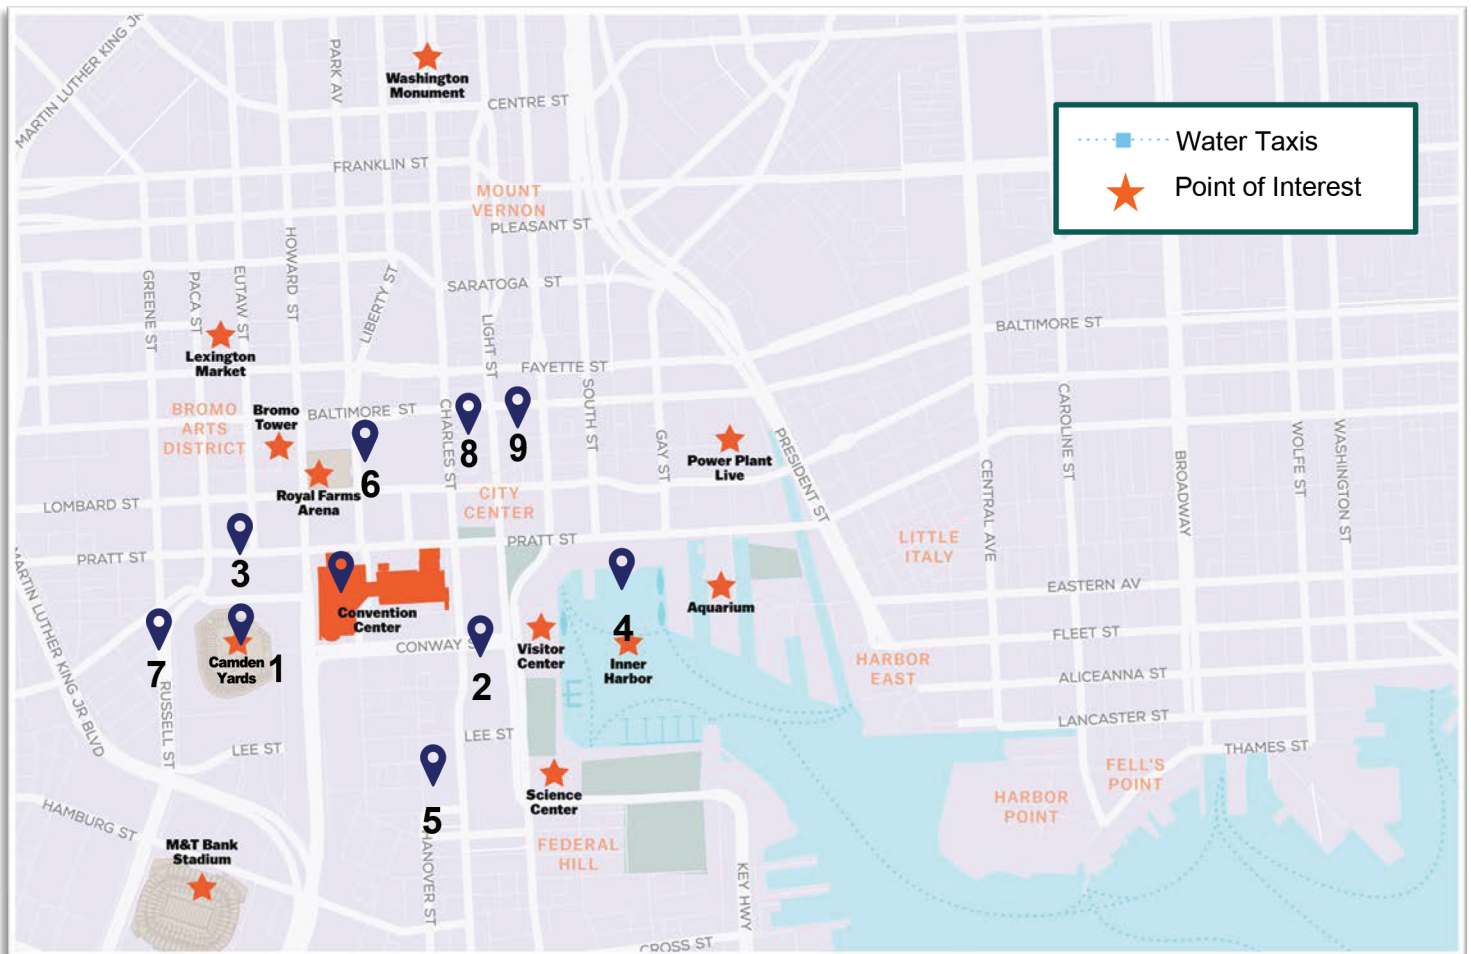 MARTIN LUTHER KING JR
PARK AV
Washington
Monument
CENTRE ST
Water Taxis
Point of Interest
FRANKLIN ST
MOUNT
VERNON
PLEASANT ST
HOWARD ST
GREENE ST
PACA ST
EUTAW ST
LIBERTY ST
SARATOGA ST
LIGHT ST
BALTIMORE ST
Lexington
Market
FAYETTE ST
SOUTH ST
BROMO
ARTS
DISTRICT
Bromo
Tower
BALTIMORE ST
CHARLES ST
8
9
6
GAY ST
Power Plant
Live
PRESIDENT ST
CAROLINE ST
CENTRAL AVE
BROADWAY
WOLFE ST
WASHINGTON ST
Royal Farms
Arena
CITY
CENTER
LOMBARD ST
PRATT ST
PRATT ST
LITTLE
ITALY
MARTIN LUTHER KING JR BLVD
3
Convention
Center
4
Aquarium
EASTERN AV
7
Camden
Yards
1
CONWAY S
2
Visitor
Center
Inner
Harbor
FLEET ST
HARBOR
EAST
ALICEANNA ST
RUSSELL ST
LEE ST
LEE ST
LANCASTER ST
THAMES ST
FELL'S
POINT
HARBOR
POINT
5
Science
Center
HAMBURG ST
M&T Bank
Stadium
HANOVER ST
FEDERAL
HILL
KEY HWY
CROSS ST